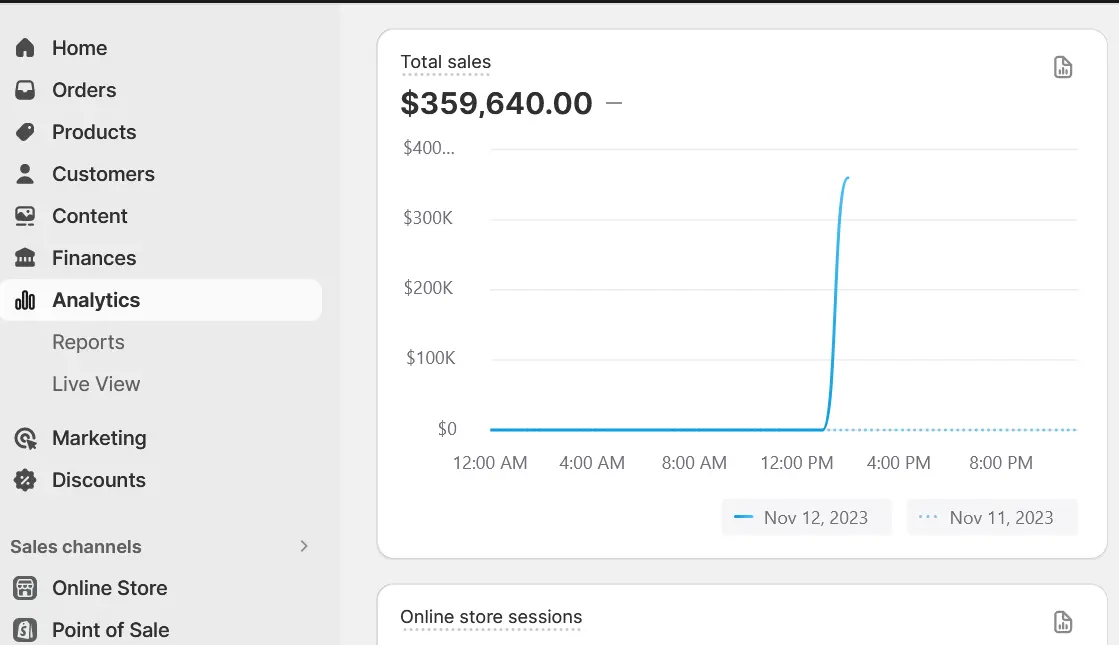 Home
Orders
Products
Customers
Content
Finances
Analytics
Reports
Live View
Marketing
Discounts
Sales channels
Online Store
Point of Sale
Total sales
$359,640.00 —
$400...
$300K
$200K
$100K
$0
12:00 AM 4:00 AM 8:00 AM 12:00 PM 4:00 PM 8:00 PM
Nov 12, 2023 Nov 11, 2023
Online store sessions